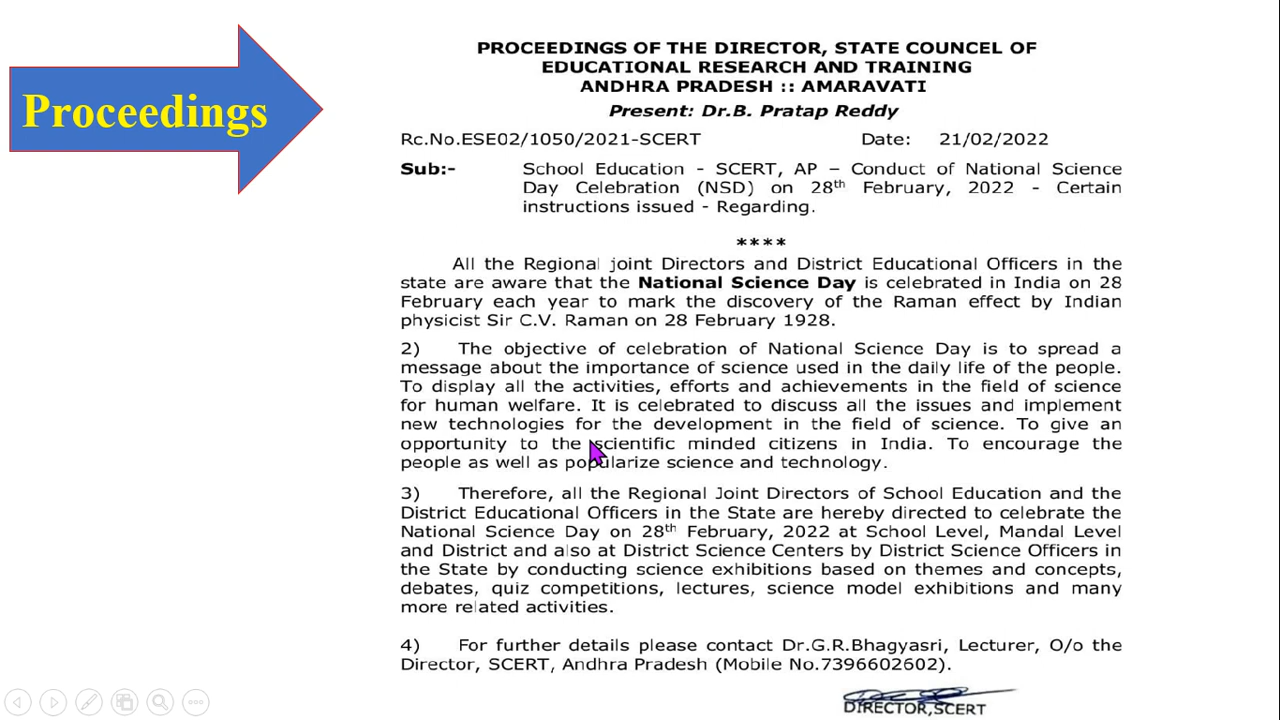 Proceedings
PROCEEDINGS OF THE DIRECTOR, STATE COUNCEL OF
EDUCATIONAL RESEARCH AND TRAINING
ANDHRA PRADESH :: AMARAVATI
Present: Dr.B. Pratap Reddy
Rc.No.ESE02/1050/2021-SCERT Date: 21/02/2022
Sub:- School Education - SCERT, AP – Conduct of National Science
Day Celebration (NSD) on 28th February, 2022 - Certain
instructions issued - Regarding.
****
All the Regional joint Directors and District Educational Officers in the
state are aware that the National Science Day is celebrated in India on 28
February each year to mark the discovery of the Raman effect by Indian
physicist Sir C.V. Raman on 28 February 1928.
2) The objective of celebration of National Science Day is to spread a
message about the importance of science used in the daily life of the people.
To display all the activities, efforts and achievements in the field of science
for human welfare. It is celebrated to discuss all the issues and implement
new technologies for the development in the field of science. To give an
opportunity to the scientific minded citizens in India. To encourage the
people as well as popularize science and technology.
3) Therefore, all the Regional Joint Directors of School Education and the
District Educational Officers in the State are hereby directed to celebrate the
National Science Day on 28th February, 2022 at School Level, Mandal Level
and District and also at District Science Centers by District Science Officers in
the State by conducting science exhibitions based on themes and concepts,
debates, quiz competitions, lectures, science model exhibitions and many
more related activities.
4) For further details please contact Dr.G.R.Bhagyasri, Lecturer, O/o the
Director, SCERT, Andhra Pradesh (Mobile No.7396602602).
DIRECTOR,SCERT